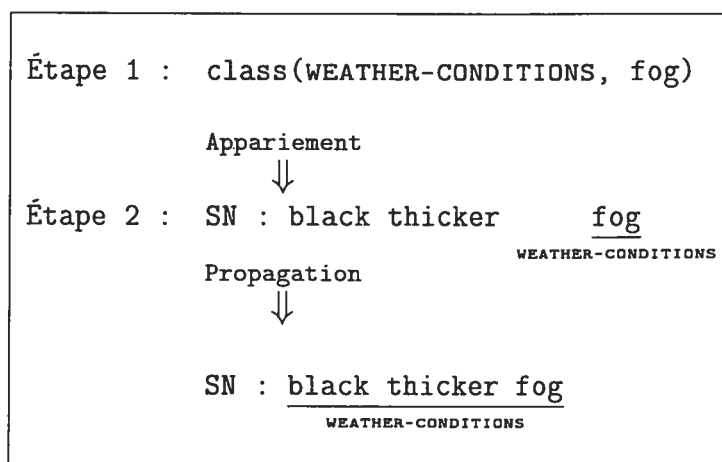 Étape 1 : class(WEATHER-CONDITIONS, fog)
Appariement
⇓
Étape 2 : SN : black thicker fog
WEATHER-CONDITIONS
Propagation
⇓
SN : black thicker fog
WEATHER-CONDITIONS